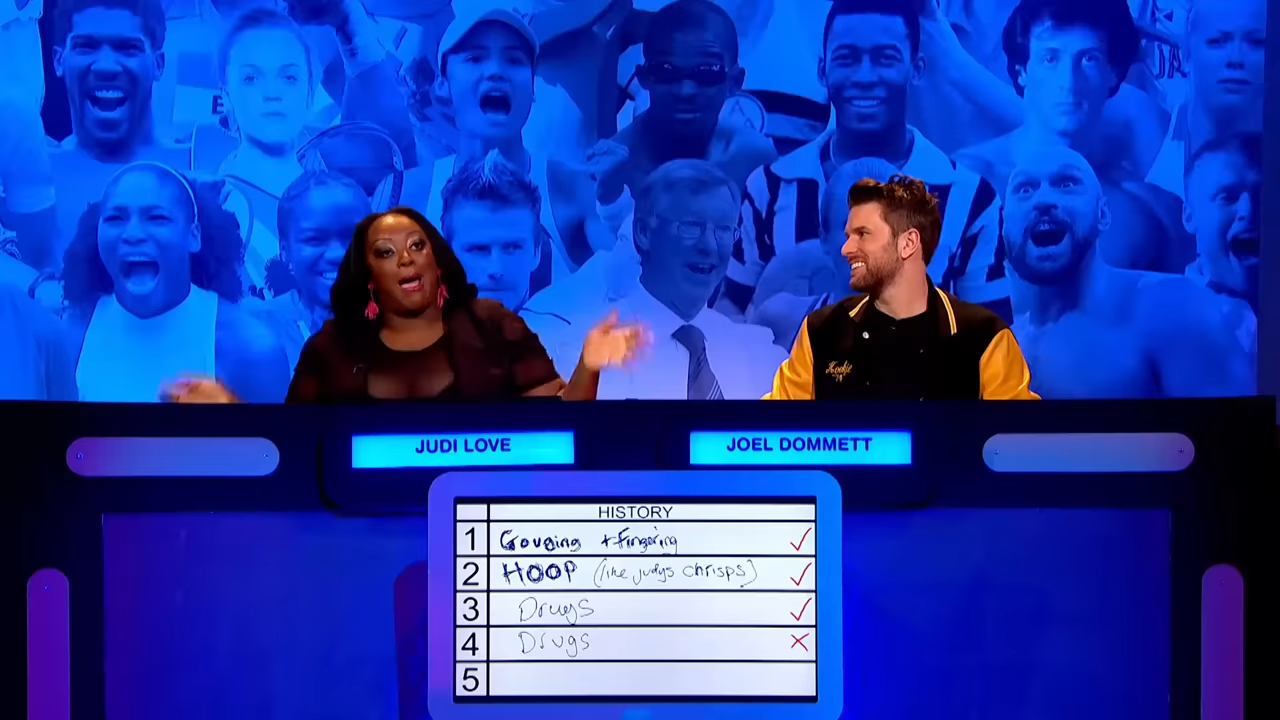 JUDI LOVE
JOEL DOMMETT
HISTORY
1 Gouging + Fingering ✓
2 HOOP (like judys chrisps) ✓
3 Drugs ✓
4 Drugs ✗
5